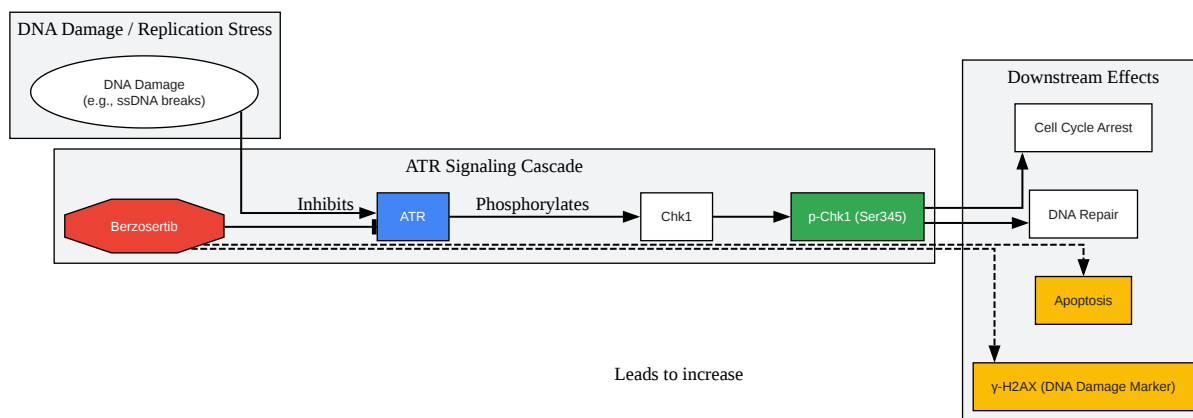 DNA Damage / Replication Stress
DNA Damage
(e.g., ssDNA breaks)
ATR Signaling Cascade
Berzosertib
Inhibits
ATR
Phosphorylates
Chk1
p-Chk1 (Ser345)
Downstream Effects
Cell Cycle Arrest
DNA Repair
Apoptosis
γ-H2AX (DNA Damage Marker)
Leads to increase